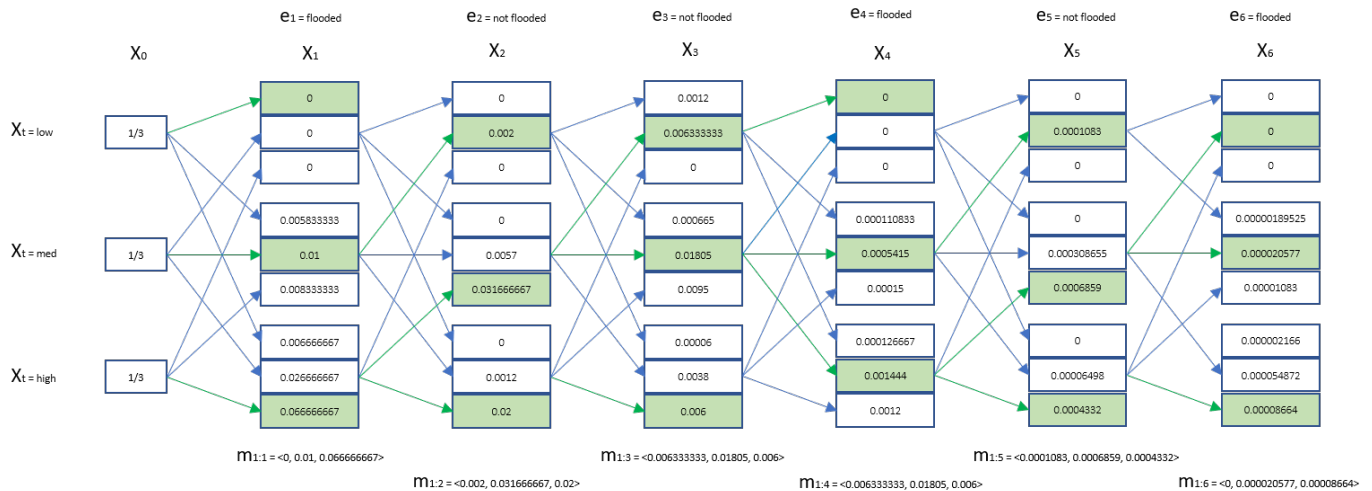 e1 = flooded
e2 = not flooded
e3 = not flooded
e4 = flooded
e5 = not flooded
e6 = flooded
X0
X1
X2
X3
X4
X5
X6
Xt = low
1/3
0
0
0
0
0.002
0
0.0012
0.006333333
0
0
0
0
0
0.0001083
0
0
0
0
Xt = med
1/3
0.005833333
0.01
0.008333333
0
0.0057
0.031666667
0.000665
0.01805
0.0095
0.000110833
0.0005415
0.00015
0
0.000308655
0.0006859
0.00000189525
0.000020577
0.00001083
Xt = high
1/3
0.006666667
0.026666667
0.066666667
0
0.0012
0.02
0.00006
0.0038
0.006
0.000126667
0.001444
0.0012
0
0.00006498
0.0004332
0.000002166
0.000054872
0.00008664
m1:1 = <0, 0.01, 0.066666667>
m1:2 = <0.002, 0.031666667, 0.02>
m1:3 = <0.006333333, 0.01805, 0.006>
m1:4 = <0.006333333, 0.01805, 0.006>
m1:5 = <0.0001083, 0.0006859, 0.0004332>
m1:6 = <0, 0.000020577, 0.00008664>